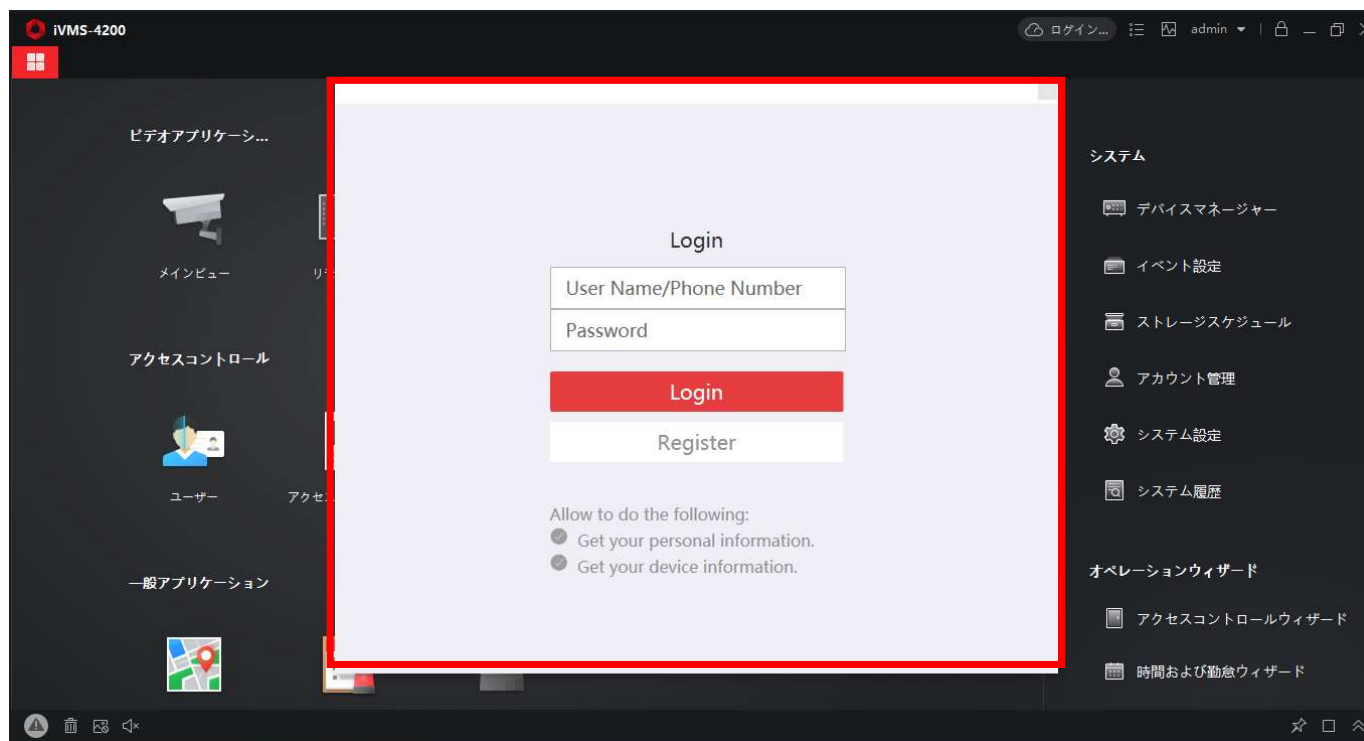 iVMS-4200
ログイン...
admin
ビデオアプリケーシ...
メインビュー
アクセスコントロール
ユーザー
アクセ
一般アプリケーション
Login
User Name/Phone Number
Password
Login
Register
Allow to do the following:
Get your personal information.
Get your device information.
システム
デバイスマネージャー
イベント設定
ストレージスケジュール
アカウント管理
システム設定
システム履歴
オペレーションウィザード
アクセスコントロールウィザード
時間および勤怠ウィザード